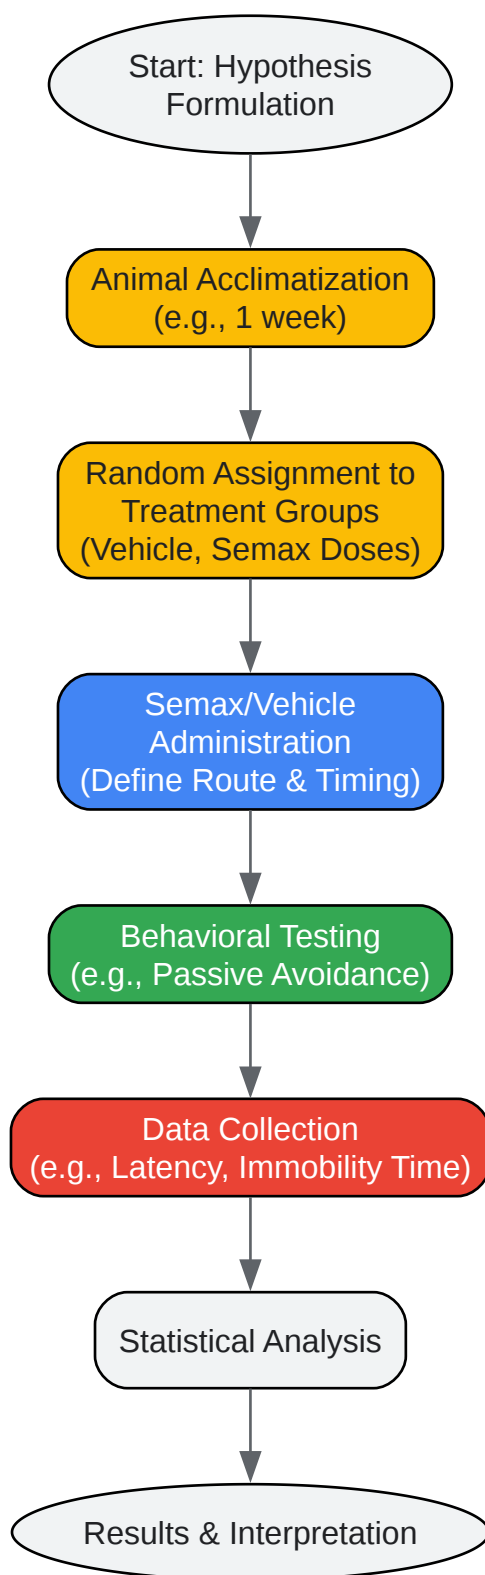 Start: Hypothesis
Formulation
Animal Acclimatization
(e.g., 1 week)
Random Assignment to
Treatment Groups
(Vehicle, Semax Doses)
Semax/Vehicle
Administration
(Define Route & Timing)
Behavioral Testing
(e.g., Passive Avoidance)
Data Collection
(e.g., Latency, Immobility Time)
Statistical Analysis
Results & Interpretation